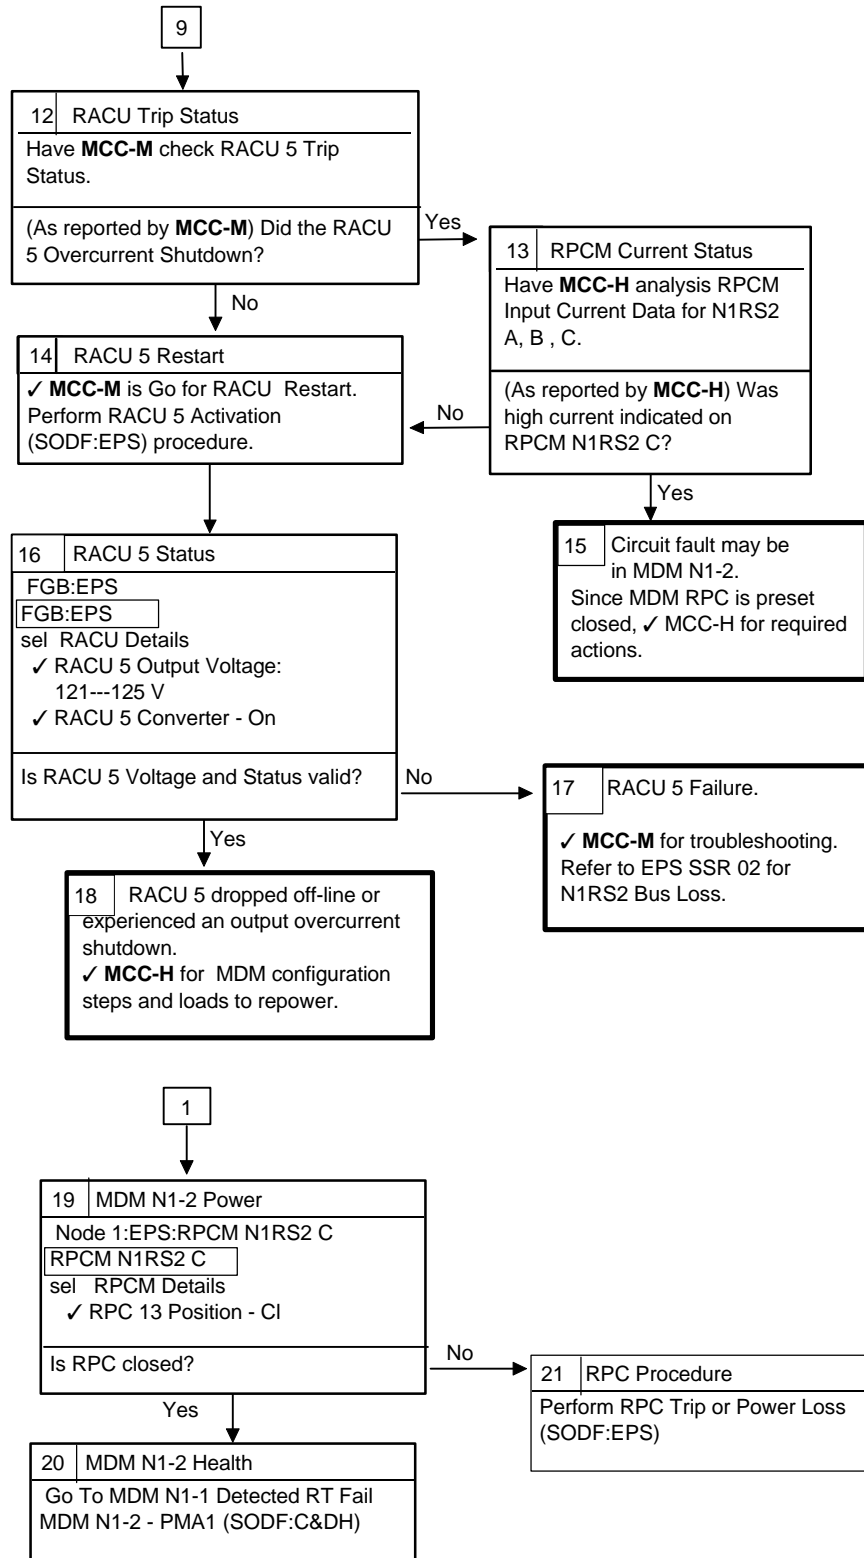 9
12 RACU Trip Status
Have MCC-M check RACU 5 Trip
Status.
(As reported by MCC-M) Did the RACU
5 Overcurrent Shutdown?
Yes
No
13 RPCM Current Status
Have MCC-H analysis RPCM
Input Current Data for N1RS2
A, B , C.
(As reported by MCC-H) Was
high current indicated on
RPCM N1RS2 C?
No
Yes
14 RACU 5 Restart
✓ MCC-M is Go for RACU Restart.
Perform RACU 5 Activation
(SODF:EPS) procedure.
15 Circuit fault may be
in MDM N1-2.
Since MDM RPC is preset
closed, ✓ MCC-H for required
actions.
16 RACU 5 Status
FGB:EPS
FGB:EPS
sel RACU Details
✓ RACU 5 Output Voltage:
121---125 V
✓ RACU 5 Converter - On
Is RACU 5 Voltage and Status valid?
No
Yes
17 RACU 5 Failure.
✓ MCC-M for troubleshooting.
Refer to EPS SSR 02 for
N1RS2 Bus Loss.
18 RACU 5 dropped off-line or
experienced an output overcurrent
shutdown.
✓ MCC-H for MDM configuration
steps and loads to repower.
1
19 MDM N1-2 Power
Node 1:EPS:RPCM N1RS2 C
RPCM N1RS2 C
sel RPCM Details
✓ RPC 13 Position - Cl
Is RPC closed?
No
Yes
21 RPC Procedure
Perform RPC Trip or Power Loss
(SODF:EPS)
20 MDM N1-2 Health
Go To MDM N1-1 Detected RT Fail
MDM N1-2 - PMA1 (SODF:C&DH)